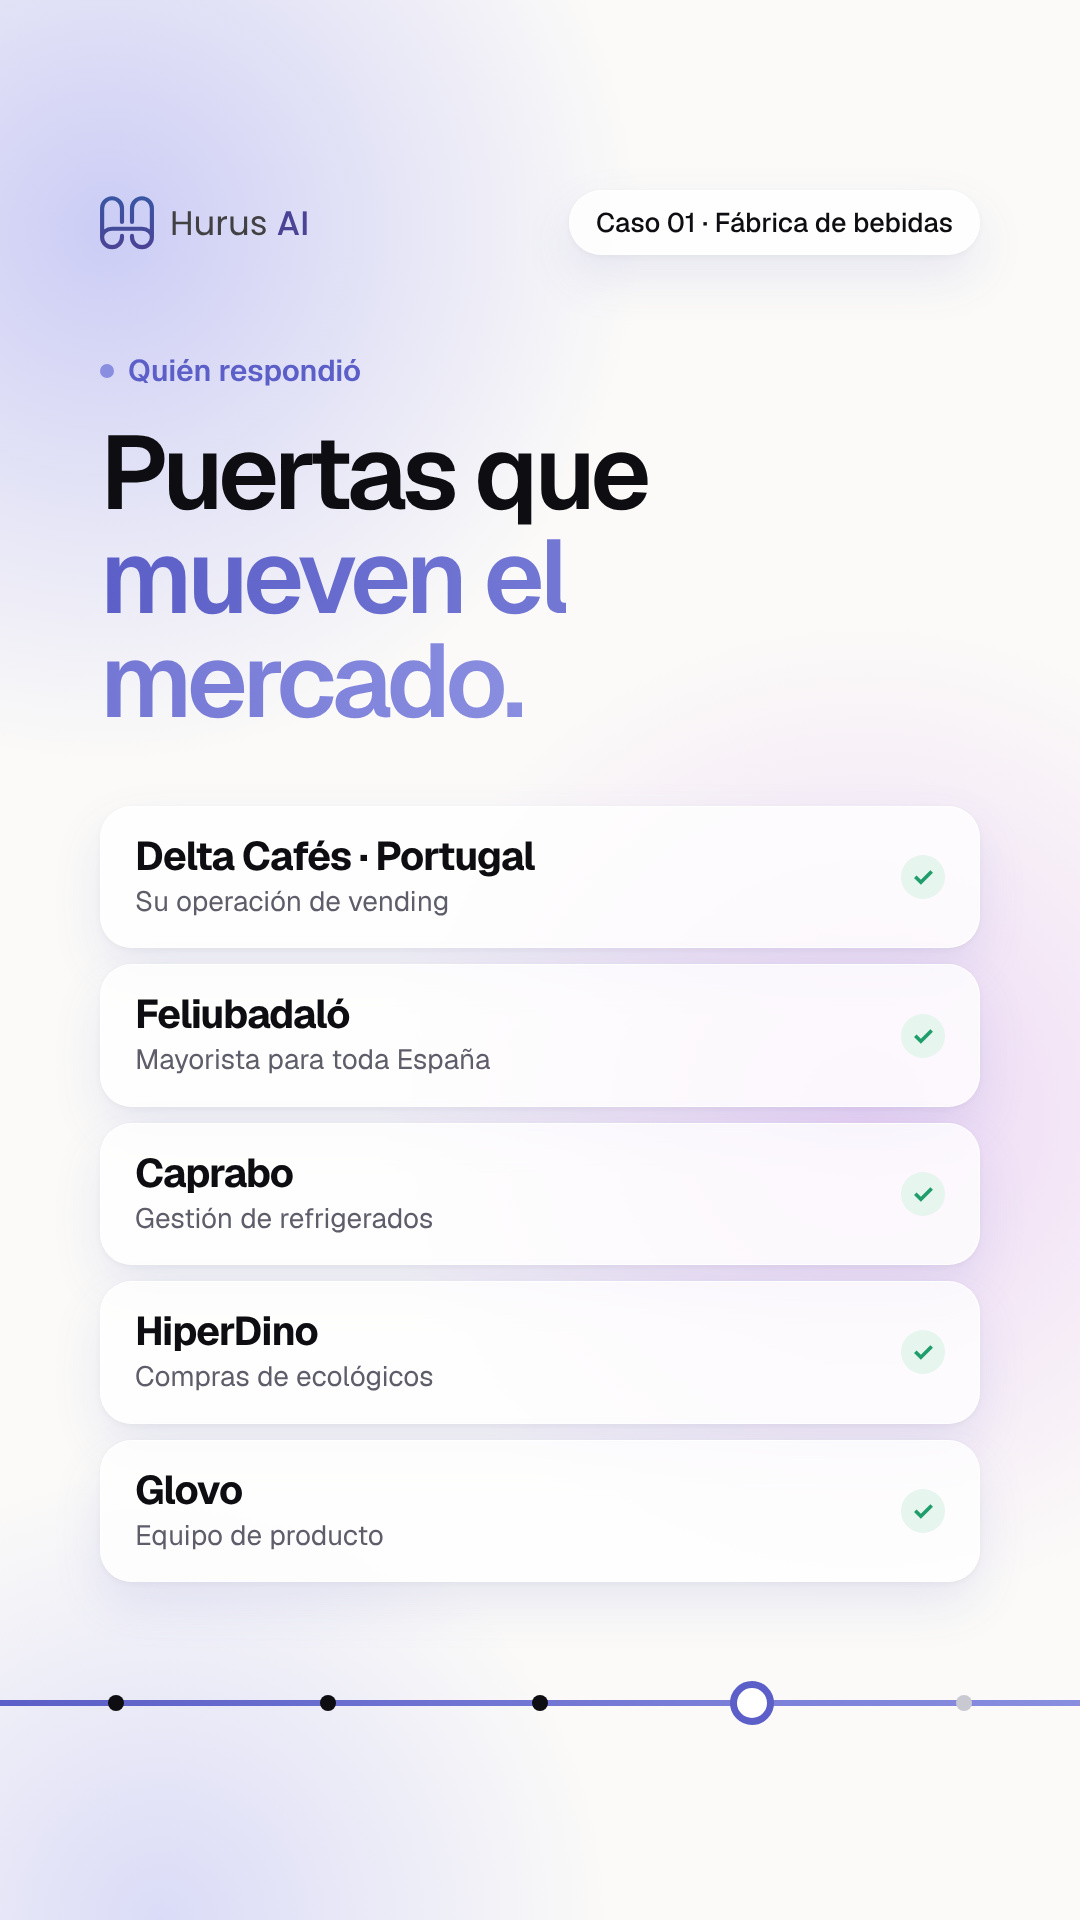 Hurus AI
Caso 01 · Fábrica de bebidas
Quién respondió
Puertas que
mueven el
mercado.
Delta Cafés · Portugal
Su operación de vending
Feliubadaló
Mayorista para toda España
Caprabo
Gestión de refrigerados
HiperDino
Compras de ecológicos
Glovo
Equipo de producto